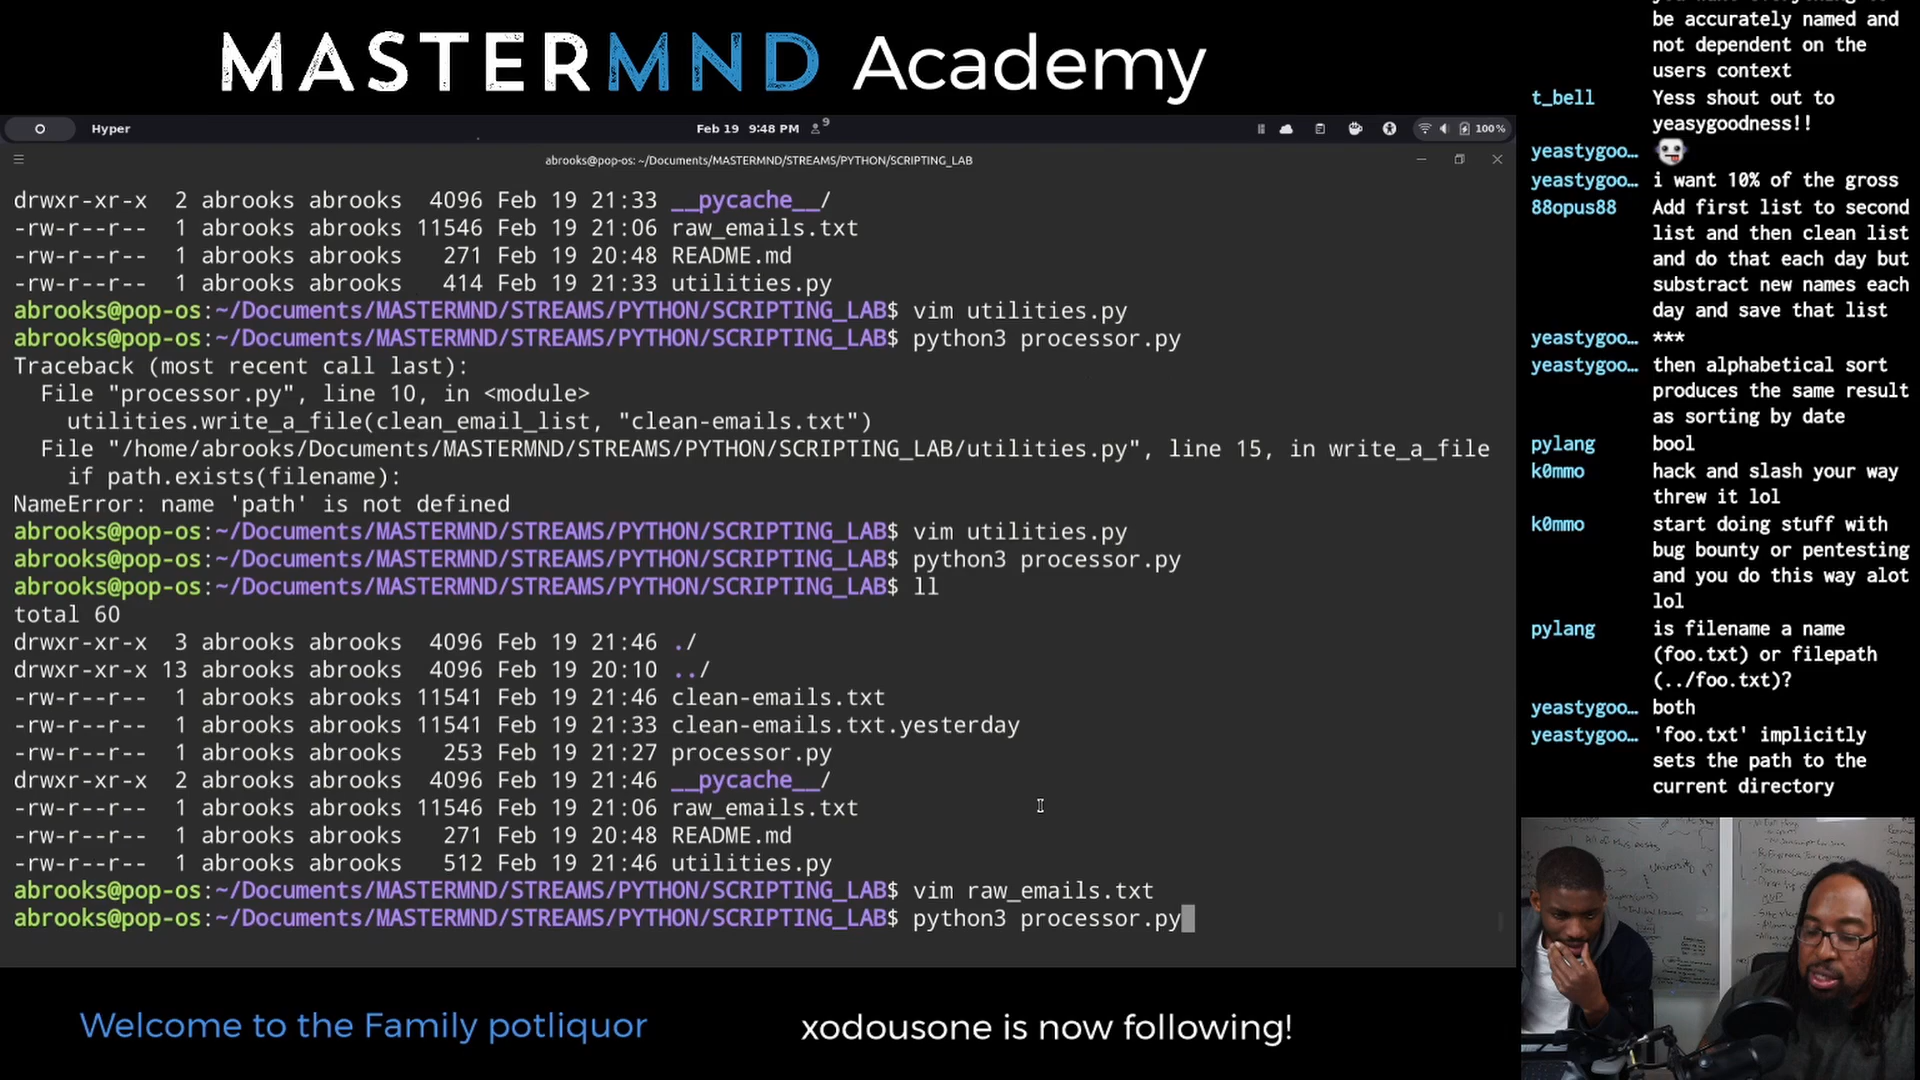 MASTERMND Academy
Hyper
Feb 19 9:48 PM
9
100%
abrooks@pop-os: ~/Documents/MASTERMND/STREAMS/PYTHON/SCRIPTING_LAB
drwxr-xr-x 2 abrooks abrooks 4096 Feb 19 21:33 __pycache__/
-rw-r--r-- 1 abrooks abrooks 11546 Feb 19 21:06 raw_emails.txt
-rw-r--r-- 1 abrooks abrooks 271 Feb 19 20:48 README.md
-rw-r--r-- 1 abrooks abrooks 414 Feb 19 21:33 utilities.py
abrooks@pop-os:~/Documents/MASTERMND/STREAMS/PYTHON/SCRIPTING_LAB$ vim utilities.py
abrooks@pop-os:~/Documents/MASTERMND/STREAMS/PYTHON/SCRIPTING_LAB$ python3 processor.py
Traceback (most recent call last):
File "processor.py", line 10, in <module>
utilities.write_a_file(clean_email_list, "clean-emails.txt")
File "/home/abrooks/Documents/MASTERMND/STREAMS/PYTHON/SCRIPTING_LAB/utilities.py", line 15, in write_a_file
if path.exists(filename):
NameError: name 'path' is not defined
abrooks@pop-os:~/Documents/MASTERMND/STREAMS/PYTHON/SCRIPTING_LAB$ vim utilities.py
abrooks@pop-os:~/Documents/MASTERMND/STREAMS/PYTHON/SCRIPTING_LAB$ python3 processor.py
abrooks@pop-os:~/Documents/MASTERMND/STREAMS/PYTHON/SCRIPTING_LAB$ ll
total 60
drwxr-xr-x 3 abrooks abrooks 4096 Feb 19 21:46 ./
drwxr-xr-x 13 abrooks abrooks 4096 Feb 19 20:10 ../
-rw-r--r-- 1 abrooks abrooks 11541 Feb 19 21:46 clean-emails.txt
-rw-r--r-- 1 abrooks abrooks 11541 Feb 19 21:33 clean-emails.txt.yesterday
-rw-r--r-- 1 abrooks abrooks 253 Feb 19 21:27 processor.py
drwxr-xr-x 2 abrooks abrooks 4096 Feb 19 21:46 __pycache__/
-rw-r--r-- 1 abrooks abrooks 11546 Feb 19 21:06 raw_emails.txt
-rw-r--r-- 1 abrooks abrooks 271 Feb 19 20:48 README.md
-rw-r--r-- 1 abrooks abrooks 512 Feb 19 21:46 utilities.py
abrooks@pop-os:~/Documents/MASTERMND/STREAMS/PYTHON/SCRIPTING_LAB$ vim raw_emails.txt
abrooks@pop-os:~/Documents/MASTERMND/STREAMS/PYTHON/SCRIPTING_LAB$ python3 processor.py
be accurately named and
not dependent on the
users context
t_bell Yess shout out to
yeasygoodness!!
yeastygoo…
yeastygoo… i want 10% of the gross
88opus88 Add first list to second
list and then clean list
and do that each day but
substract new names each
day and save that list
yeastygoo… ***
yeastygoo… then alphabetical sort
produces the same result
as sorting by date
pylang bool
k0mmo hack and slash your way
threw it lol
k0mmo start doing stuff with
bug bounty or pentesting
and you do this way alot
lol
pylang is filename a name
(foo.txt) or filepath
(../foo.txt)?
yeastygoo… both
yeastygoo… 'foo.txt' implicitly
sets the path to the
current directory
Welcome to the Family potliquor
xodousone is now following!